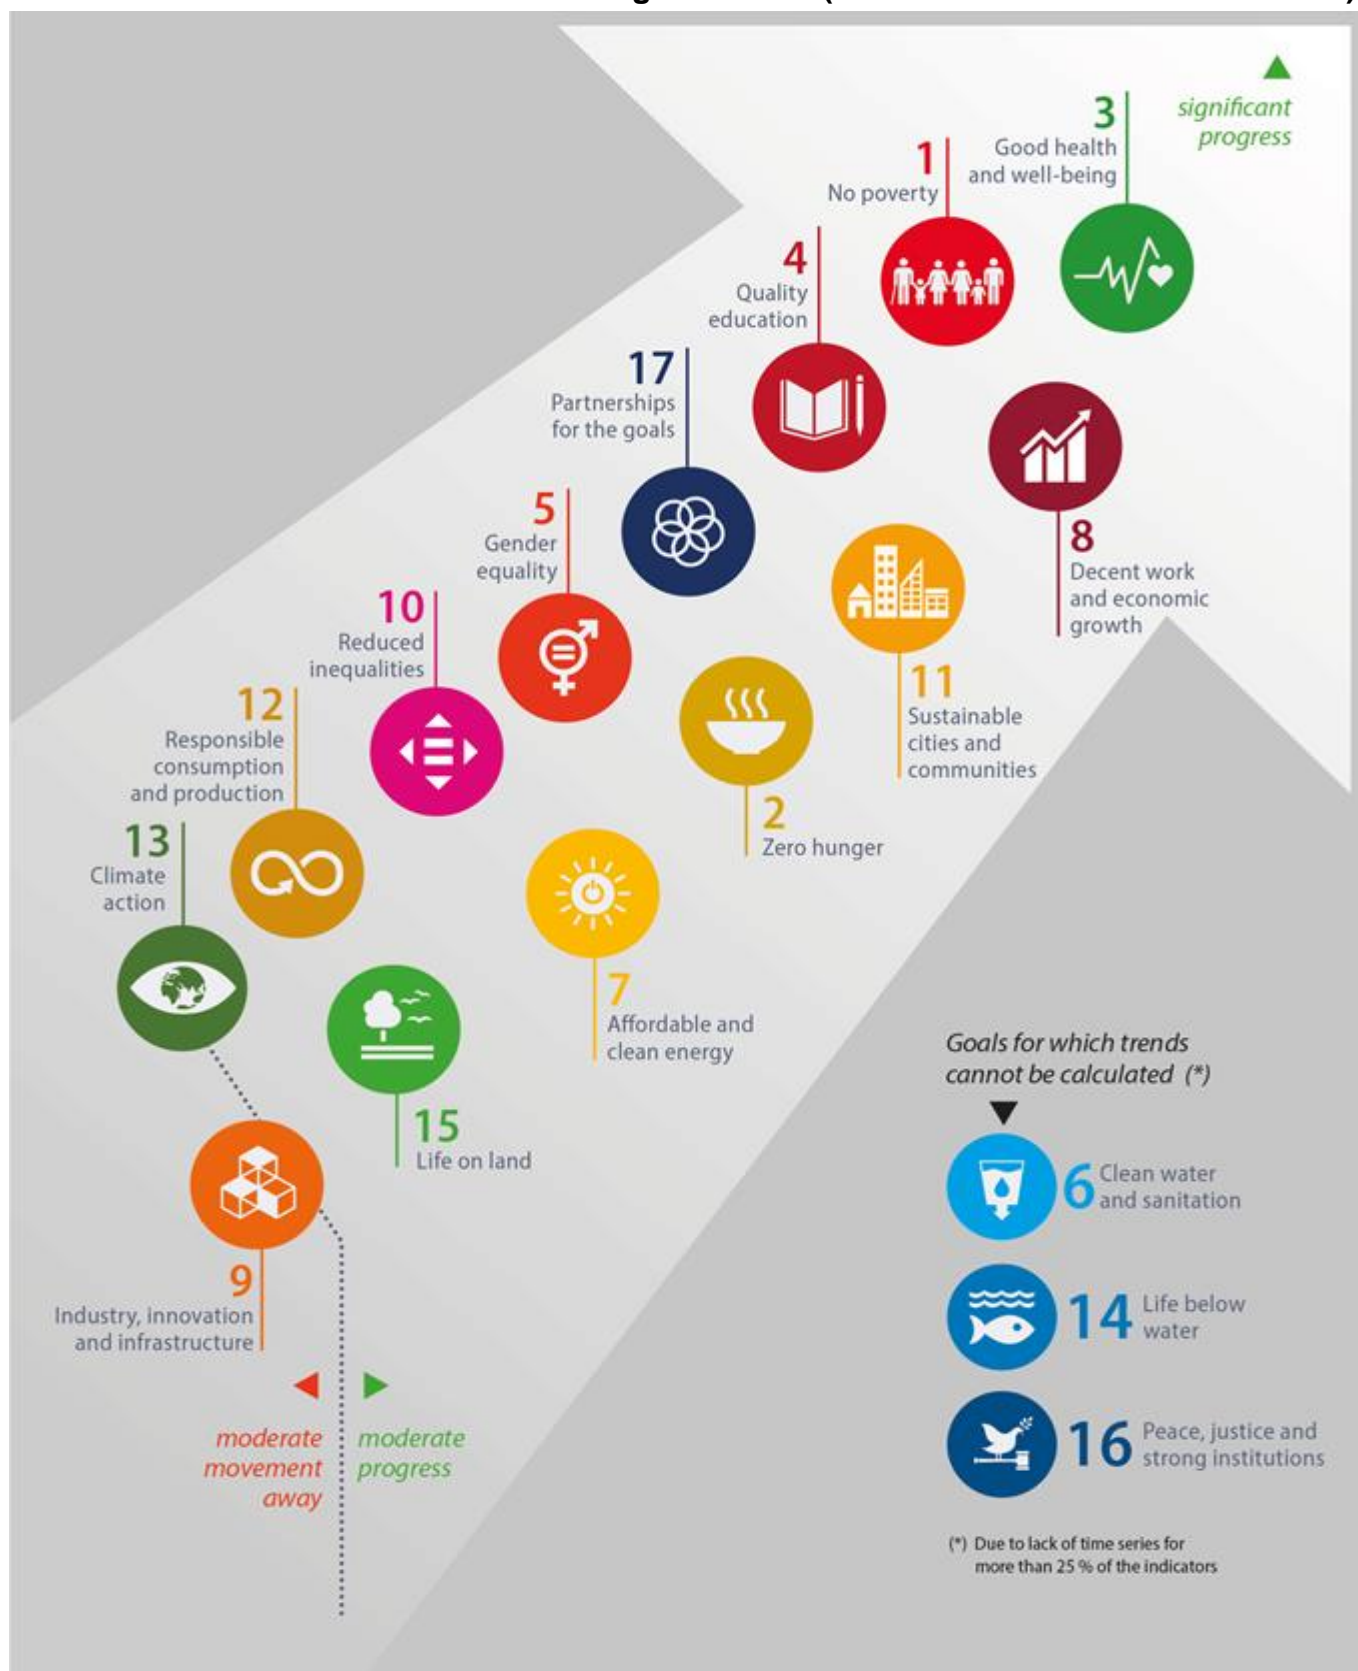 significant
progress
3
Good health
and well-being
1
No poverty
4
Quality
education
17
Partnerships
for the goals
8
Decent work
and economic
growth
5
Gender
equality
11
Sustainable
cities and
communities
10
Reduced
inequalities
2
Zero hunger
12
Responsible
consumption
and production
13
Climate
action
7
Affordable and
clean energy
15
Life on land
9
Industry, innovation
and infrastructure
moderate
movement
away
moderate
progress
Goals for which trends
cannot be calculated (*)
6
Clean water
and sanitation
14
Life below
water
16
Peace, justice and
strong institutions
(*) Due to lack of time series for
more than 25 % of the indicators